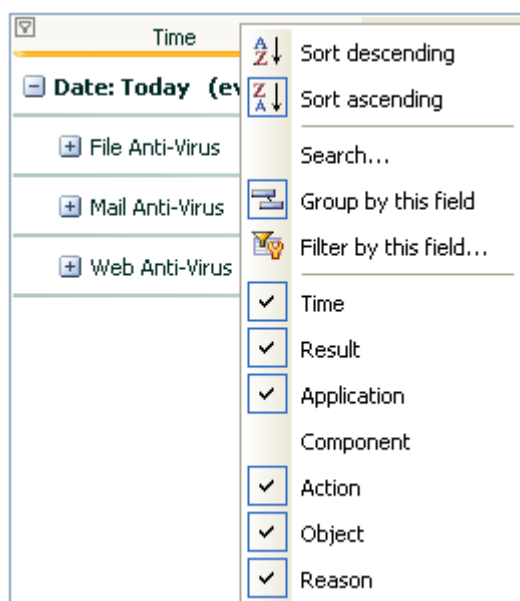 Time
Date: Today (ev
File Anti-Virus
Mail Anti-Virus
Web Anti-Virus
A Z Sort descending
Z A Sort ascending
Search...
Group by this field
Filter by this field...
Time
Result
Application
Component
Action
Object
Reason